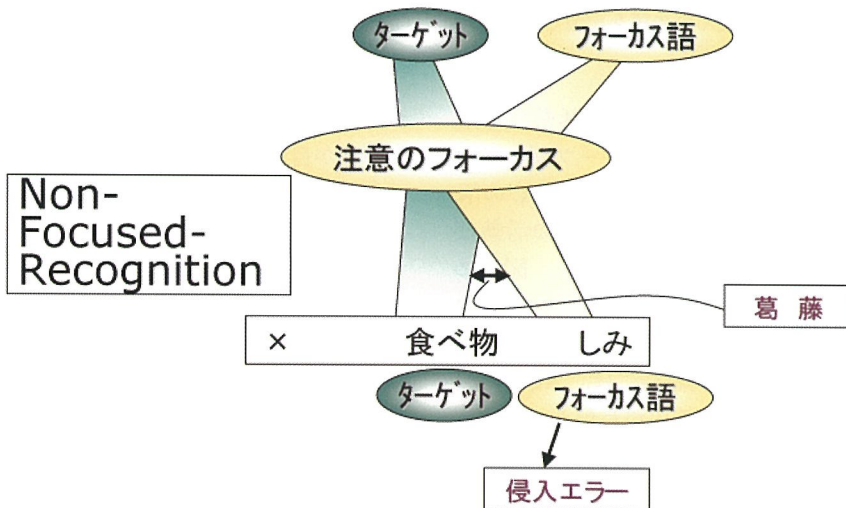 ターゲット フォーカス語
注意のフォーカス
Non-
Focused-
Recognition
葛 藤
× 食べ物 しみ
ターゲット フォーカス語
侵入エラー